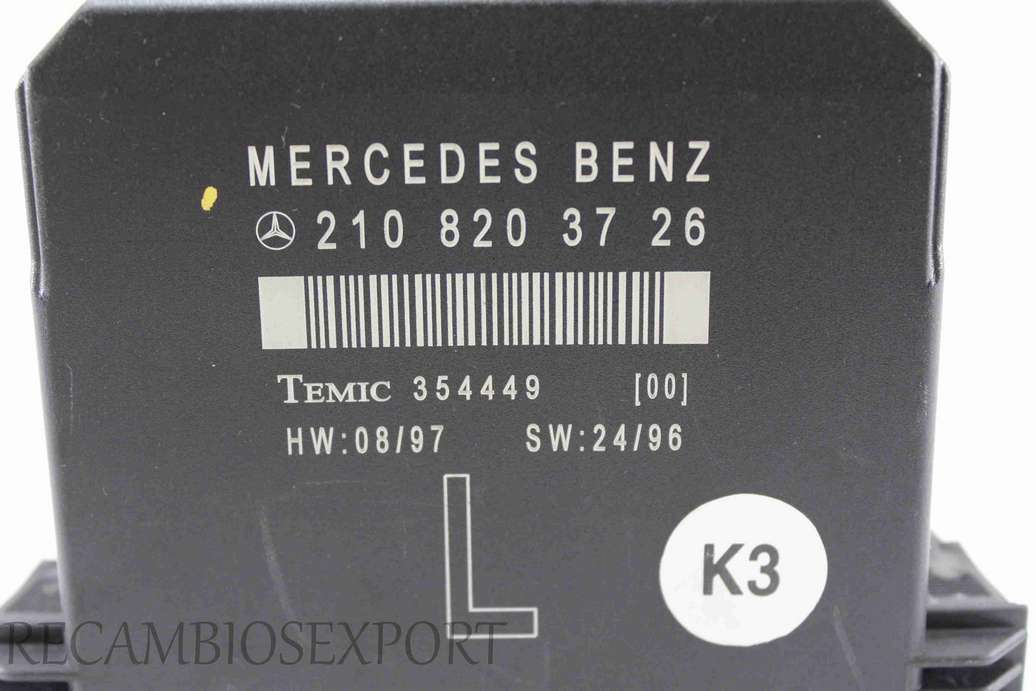 MERCEDES BENZ
210 820 37 26
TEMIC 354449 [00]
HW:08/97 SW:24/96
L
K3
RECAMBIOSEXPORT